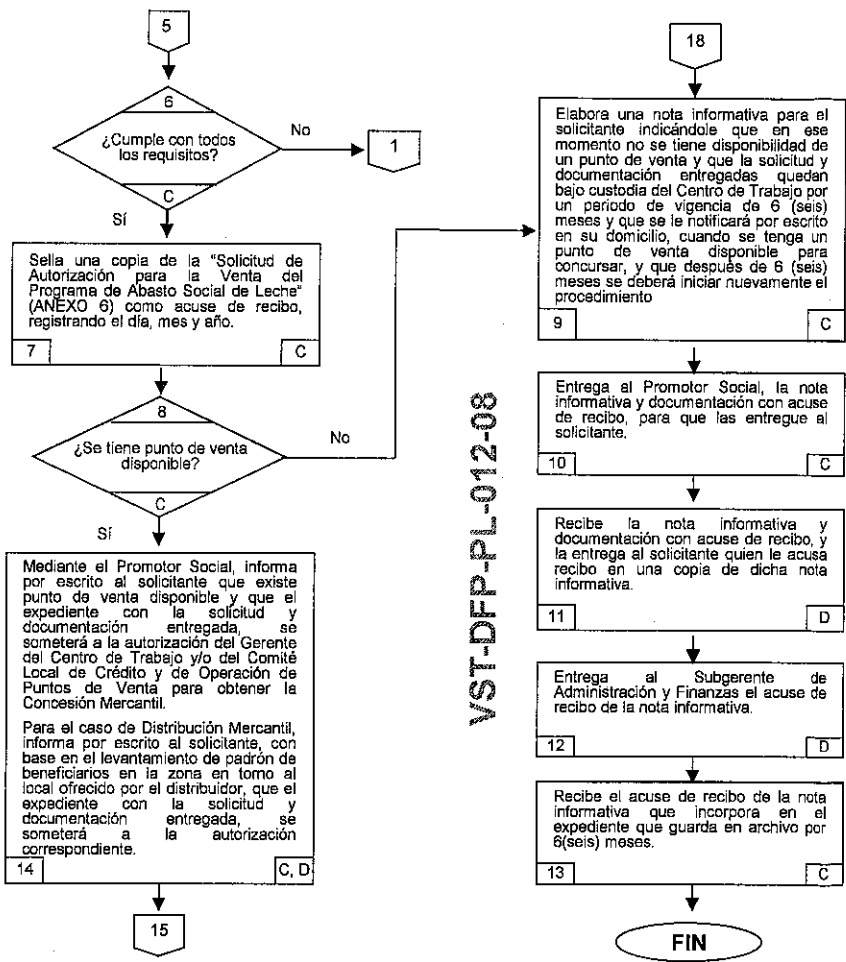 5
6
¿Cumple con todos
los requisitos?
C
No
1
Sí
Sella una copia de la "Solicitud de
Autorización para la Venta del
Programa de Abasto Social de Leche"
(ANEXO 6) como acuse de recibo,
registrando el día, mes y año.
7
C
8
¿Se tiene punto de venta
disponible?
C
No
Sí
Mediante el Promotor Social, informa
por escrito al solicitante que existe
punto de venta disponible y que el
expediente con la solicitud y
documentación entregada, se
someterá a la autorización del Gerente
del Centro de Trabajo y/o del Comité
Local de Crédito y de Operación de
Puntos de Venta para obtener la
Concesión Mercantil.
Para el caso de Distribución Mercantil,
informa por escrito al solicitante, con
base en el levantamiento de padrón de
beneficiarios en la zona en torno al
local ofrecido por el distribuidor, que el
expediente con la solicitud y
documentación entregada, se
someterá a la autorización
correspondiente.
14
C, D
15
VST-DFP-PL-012-08
18
Elabora una nota informativa para el
solicitante indicándole que en ese
momento no se tiene disponibilidad de
un punto de venta y que la solicitud y
documentación entregadas quedan
bajo custodia del Centro de Trabajo por
un periodo de vigencia de 6 (seis)
meses y que se le notificará por escrito
en su domicilio, cuando se tenga un
punto de venta disponible para
concursar, y que después de 6 (seis)
meses se deberá iniciar nuevamente el
procedimiento
9
C
Entrega al Promotor Social, la nota
informativa y documentación con acuse
de recibo, para que las entregue al
solicitante.
10
C
Recibe la nota informativa y
documentación con acuse de recibo, y
la entrega al solicitante quien le acusa
recibo en una copia de dicha nota
informativa.
11
D
Entrega al Subgerente de
Administración y Finanzas el acuse de
recibo de la nota informativa.
12
D
Recibe el acuse de recibo de la nota
informativa que incorpora en el
expediente que guarda en archivo por
6(seis) meses.
13
C
FIN